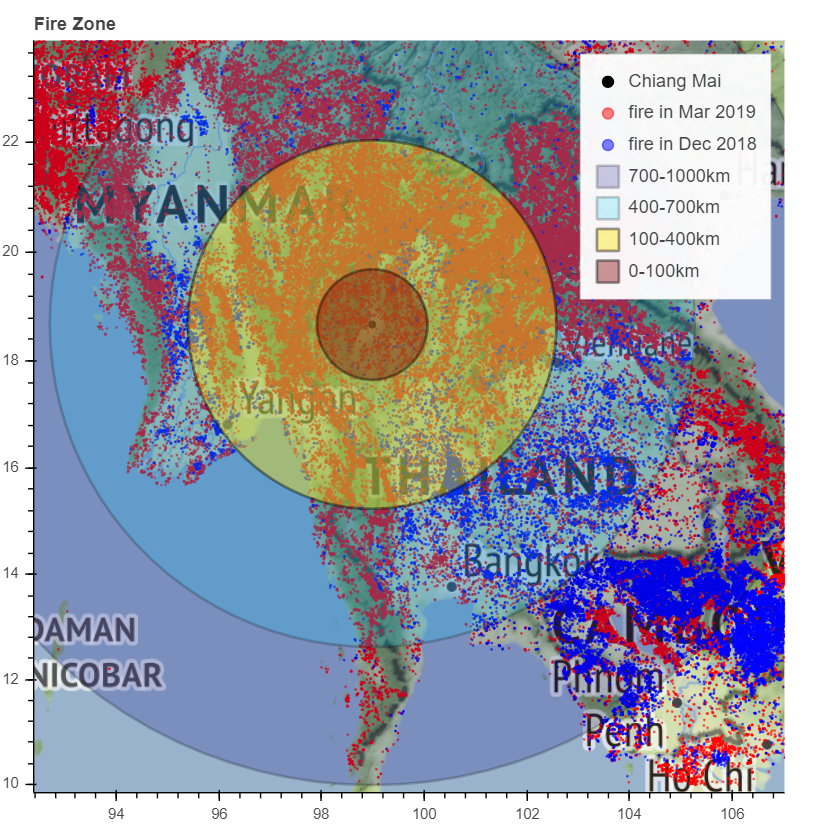 Fire Zone
Chiang Mai
fire in Mar 2019
fire in Dec 2018
700-1000km
400-700km
100-400km
0-100km
22
MYANMAR
20
Vientiane
18
Yangon
THAILAND
16
Bangkok
14
DAMAN
NICOBAR
12
Phnom
Penh
Ho Chi
10
94
96
98
100
102
104
106